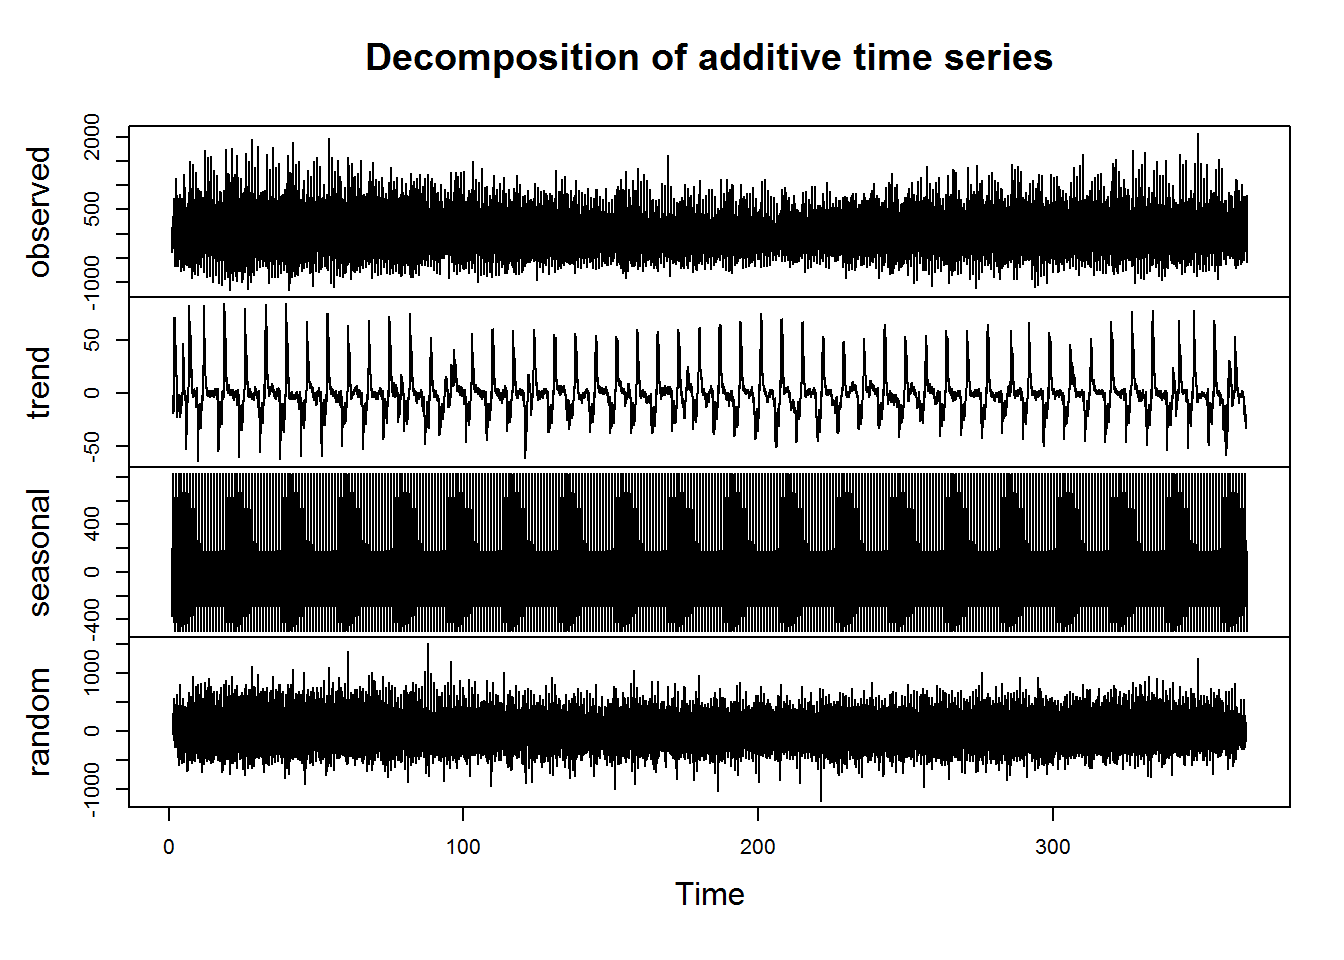 Decomposition of additive time series
observed
-1000 500 2000
trend
-50 0 50
seasonal
-400 0 400
random
-1000 0 1000
0 100 200 300
Time